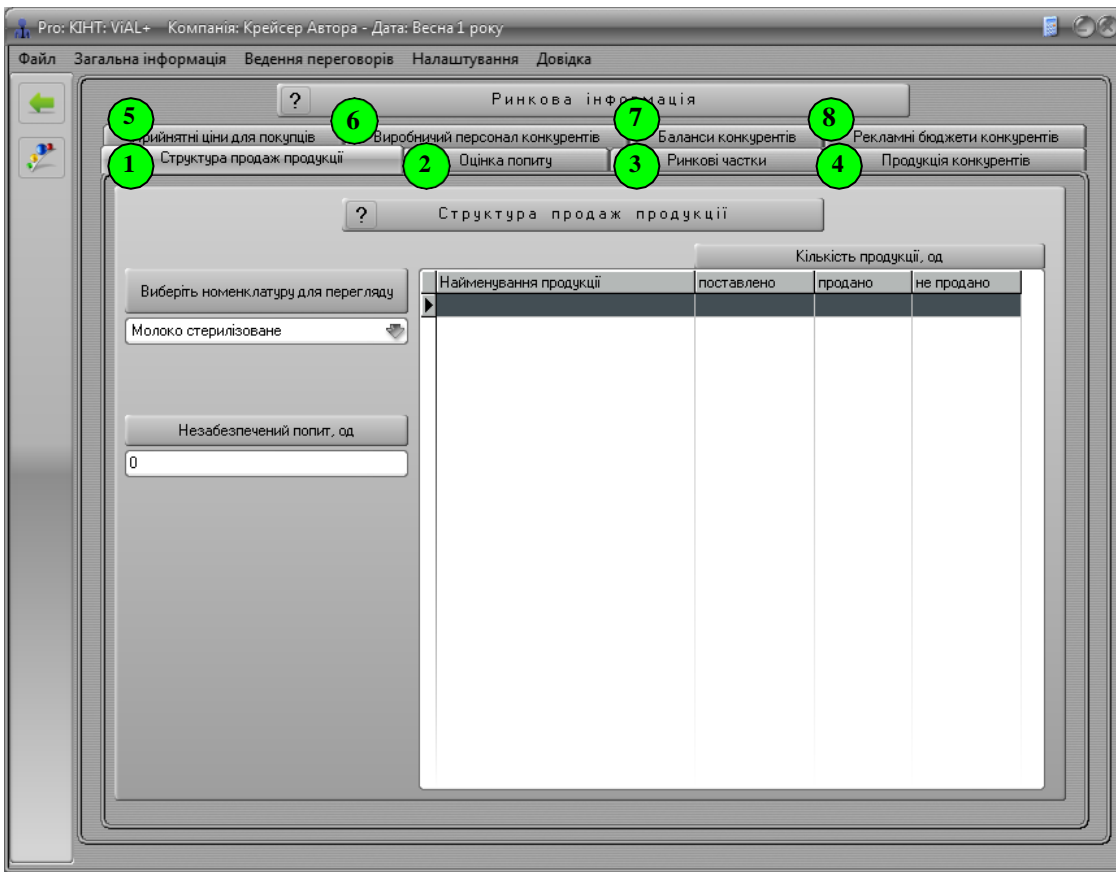 Pro: КІНТ: ViAL+ Компанія: Крейсер Автора - Дата: Весна 1 року
Файл Загальна інформація Ведення переговорів Налаштування Довідка
? Ринкова інформація
5 6 7 8
рийнятні ціни для покупців Виробничий персонал конкурентів Баланси конкурентів Рекламні бюджети конкурентів
1 Структура продаж продукції 2 Оцінка попиту 3 Ринкові частки 4 Продукція конкурентів
? Структура продаж продукції
Кількість продукції, од
Найменування продукції поставлено продано не продано
Виберіть номенклатуру для перегляду
Молоко стерилізоване
Незабезпечений попит, од
0